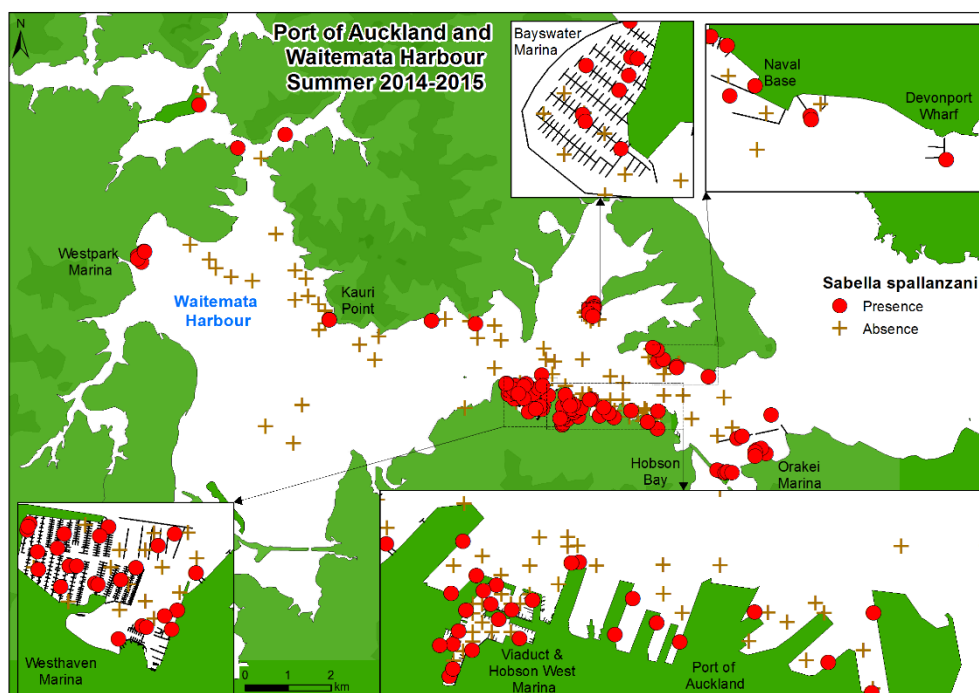 N
Port of Auckland and
Waitemata Harbour
Summer 2014-2015
Bayswater
Marina
Naval
Base
Devonport
Wharf
Westpark
Marina
Waitemata
Harbour
Kauri
Point
Sabella spallanzani
Presence
Absence
Hobson
Bay
Orakei
Marina
Westhaven
Marina
0 1 2
km
Viaduct &
Hobson West
Marina
Port of
Auckland